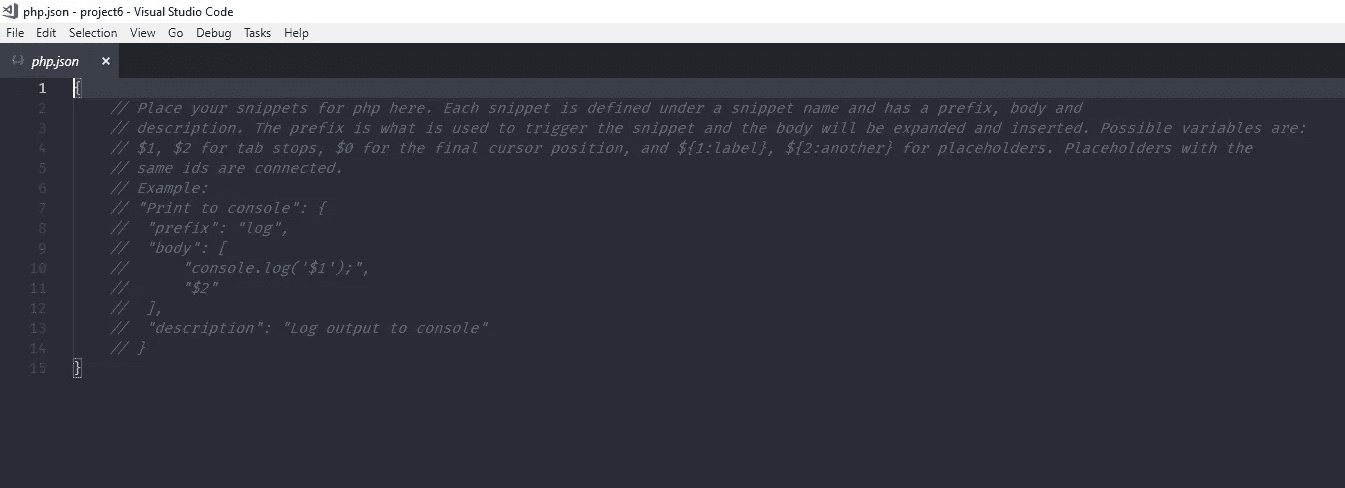 php.json - project6 - Visual Studio Code
File Edit Selection View Go Debug Tasks Help
{} php.json ×
1 {
2 // Place your snippets for php here. Each snippet is defined under a snippet name and has a prefix, body and
3 // description. The prefix is what is used to trigger the snippet and the body will be expanded and inserted. Possible variables are:
4 // $1, $2 for tab stops, $0 for the final cursor position, and ${1:label}, ${2:another} for placeholders. Placeholders with the
5 // same ids are connected.
6 // Example:
7 // "Print to console": {
8 // "prefix": "log",
9 // "body": [
10 // "console.log('$1');",
11 // "$2"
12 // ],
13 // "description": "Log output to console"
14 // }
15 }